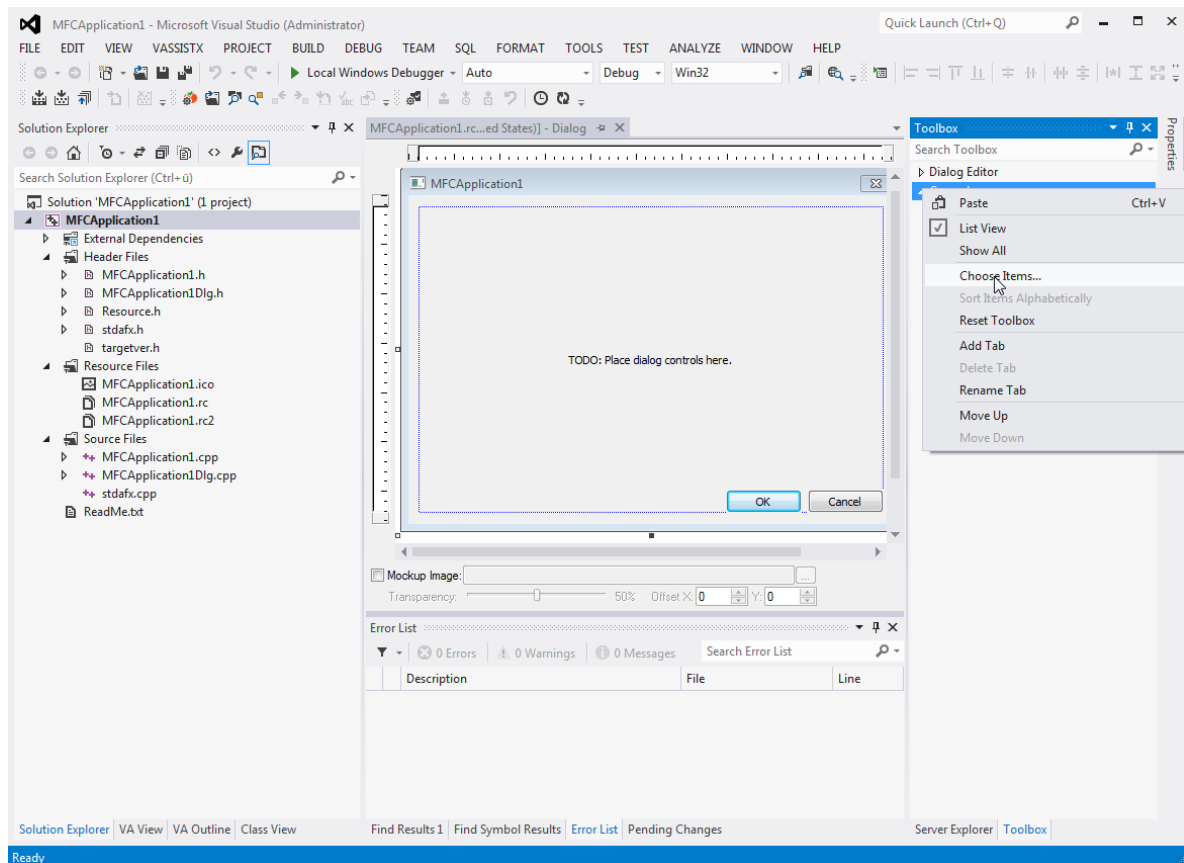 MFCApplication1 - Microsoft Visual Studio (Administrator)
Quick Launch (Ctrl+Q)
FILE EDIT VIEW VASSISTX PROJECT BUILD DEBUG TEAM SQL FORMAT TOOLS TEST ANALYZE WINDOW HELP
Local Windows Debugger Auto Debug Win32
Solution Explorer
Search Solution Explorer (Ctrl+ü)
Solution 'MFCApplication1' (1 project)
MFCApplication1
External Dependencies
Header Files
MFCApplication1.h
MFCApplication1Dlg.h
Resource.h
stdafx.h
targetver.h
Resource Files
MFCApplication1.ico
MFCApplication1.rc
MFCApplication1.rc2
Source Files
MFCApplication1.cpp
MFCApplication1Dlg.cpp
stdafx.cpp
ReadMe.txt
Solution Explorer VA View VA Outline Class View
MFCApplication1.rc...ed States)] - Dialog
MFCApplication1
TODO: Place dialog controls here.
OK Cancel
Mockup Image: ...
Transparency: 50% Offset X: 0 Y: 0
Error List
0 Errors 0 Warnings 0 Messages Search Error List
Description File Line
Find Results 1 Find Symbol Results Error List Pending Changes
Toolbox
Search Toolbox
Dialog Editor
Paste Ctrl+V
List View
Show All
Choose Items...
Sort Items Alphabetically
Reset Toolbox
Add Tab
Delete Tab
Rename Tab
Move Up
Move Down
Server Explorer Toolbox
Properties
Ready